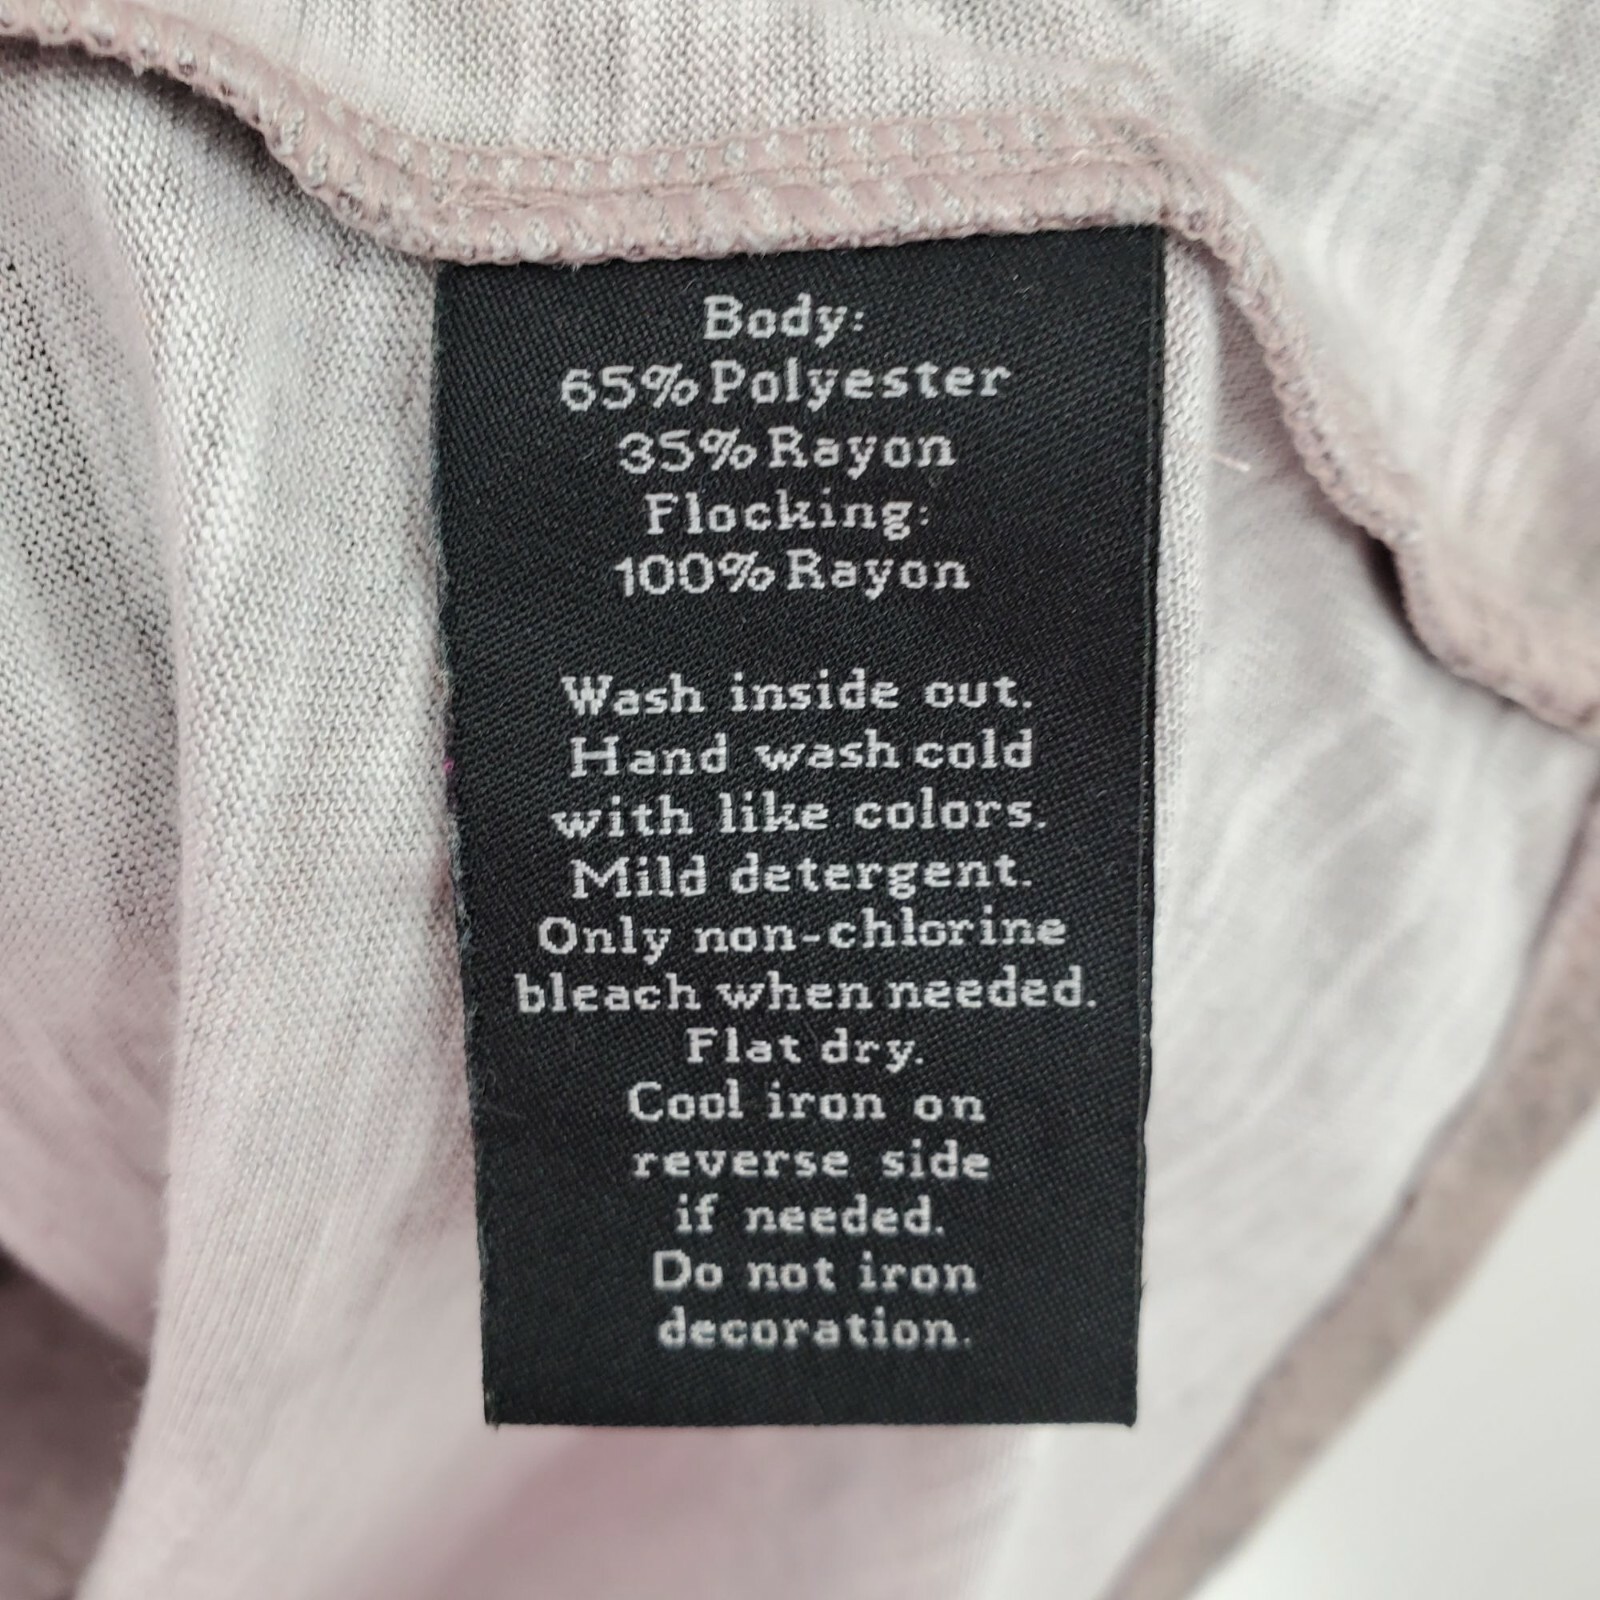 Body:
65% Polyester
35% Rayon
Flocking:
100% Rayon
Wash inside out.
Hand wash cold
with like colors.
Mild detergent.
Only non-chlorine
bleach when needed.
Flat dry.
Cool iron on
reverse side
if needed.
Do not iron
decoration.